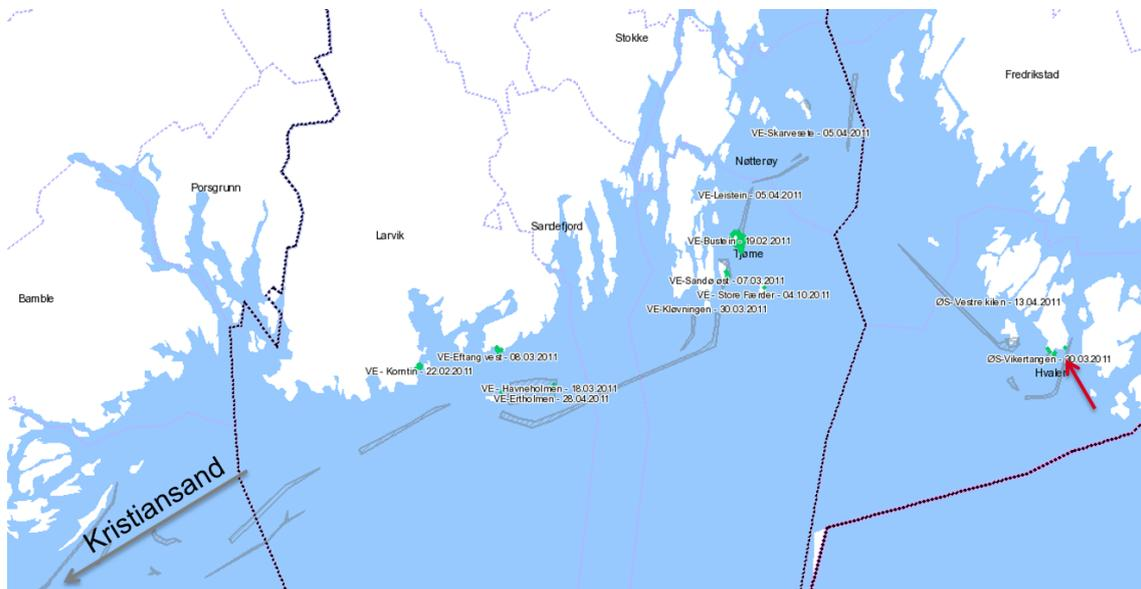 Stokke
Fredrikstad
VE-Skarvesete - 05.04.2011
Nøtterøy
Porsgrunn
VE-Leistein - 05.04.2011
Sandefjord
Larvik
VE-Bustein - 19.02 2011
Tjøme
VE-Sandø øst - 07.03.2011
VE - Store Færder - 04.10.2011
Bamble
ØS-Vestre kilen - 13.04.2011
VE-Kløvningen - 30.03.2011
VE-Eftang vest - 08.03.2011
ØS-Vikertangen - 30.03.2011
VE - Korntin - 22.02.2011
Hvaler
VE - Havneholmen - 18.03.2011
VE-Ertholmen - 28.04.2011
Kristiansand